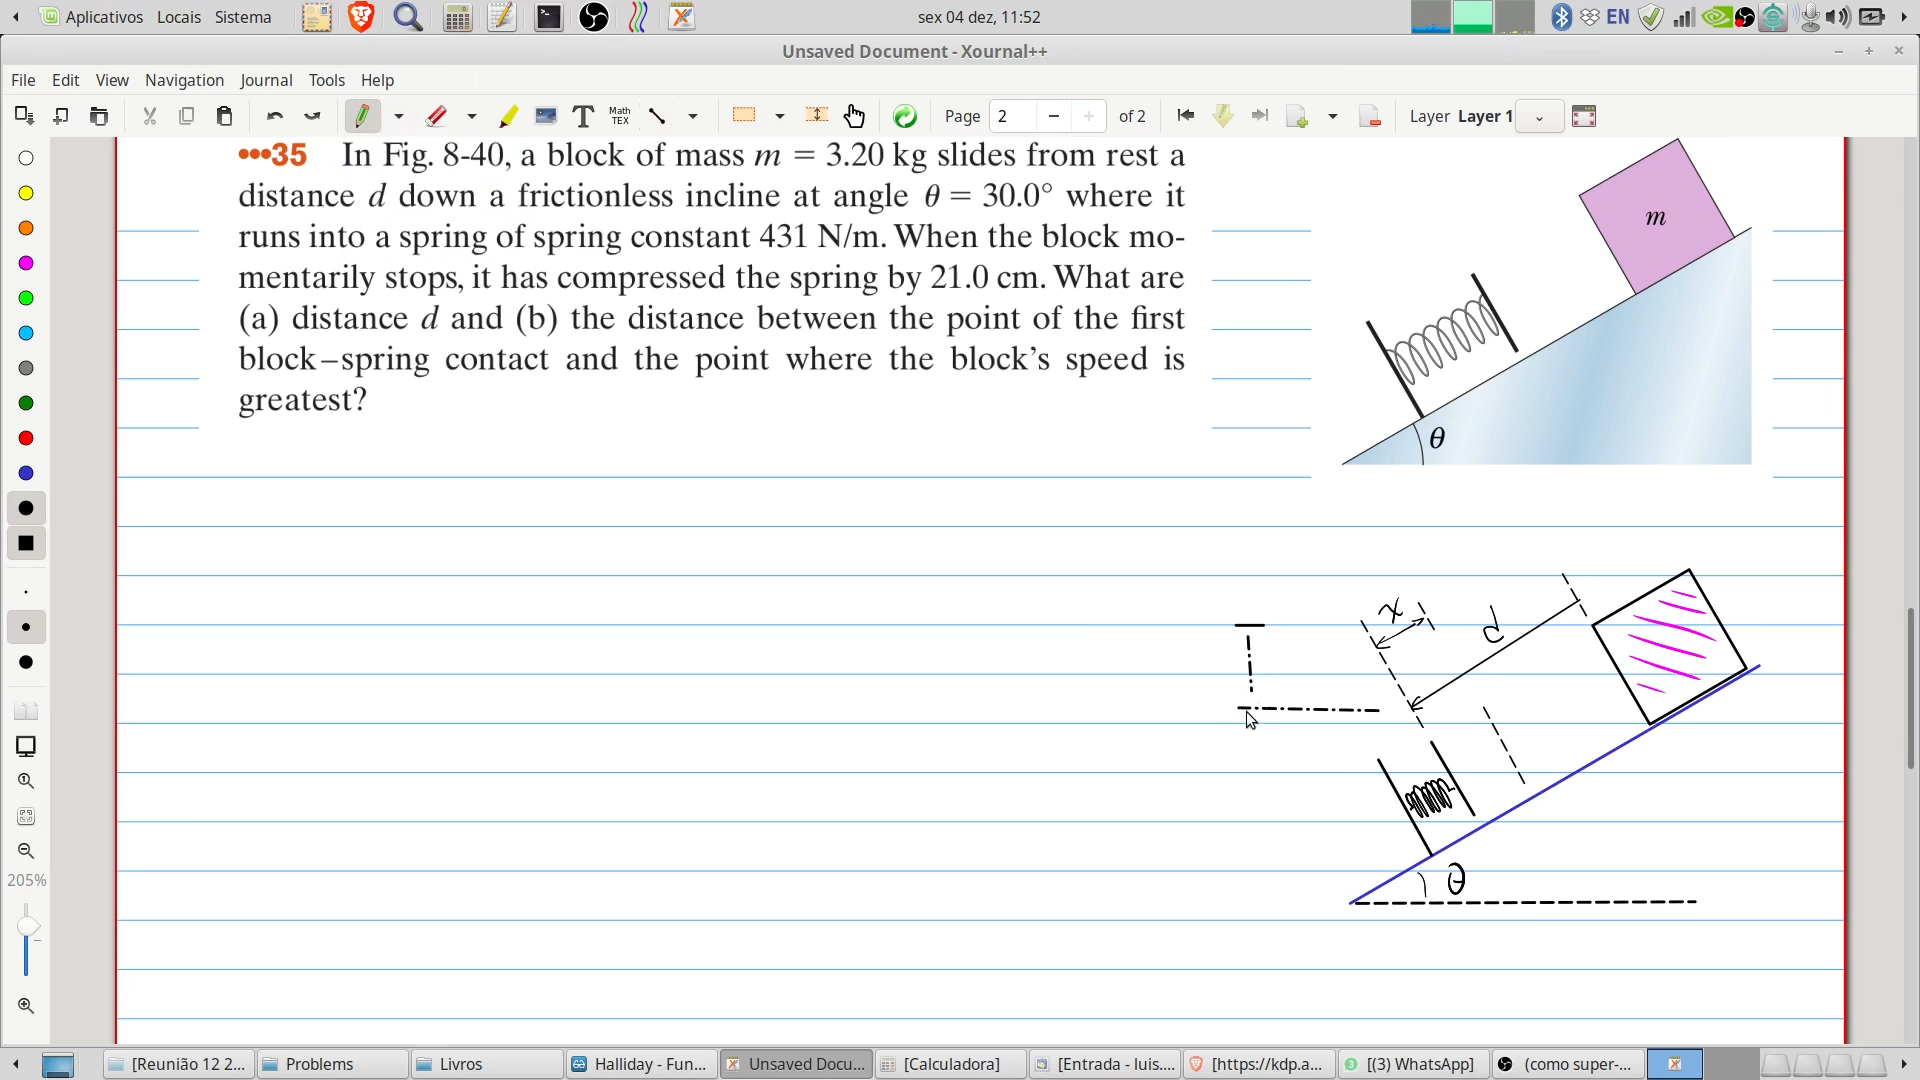 Aplicativos Locais Sistema
sex 04 dez, 11:52
EN
Unsaved Document - Xournal++
File Edit View Navigation Journal Tools Help
Math TEX
Page 2 of 2
Layer Layer 1
•••35 In Fig. 8-40, a block of mass m = 3.20 kg slides from rest a
distance d down a frictionless incline at angle θ = 30.0° where it
runs into a spring of spring constant 431 N/m. When the block mo-
mentarily stops, it has compressed the spring by 21.0 cm. What are
(a) distance d and (b) the distance between the point of the first
block–spring contact and the point where the block's speed is
greatest?
m
θ
x
d
θ
205%
[Reunião 12 2... Problems Livros Halliday - Fun... Unsaved Docu... [Calculadora] [Entrada - luis.... [https://kdp.a... [(3) WhatsApp] (como super-...